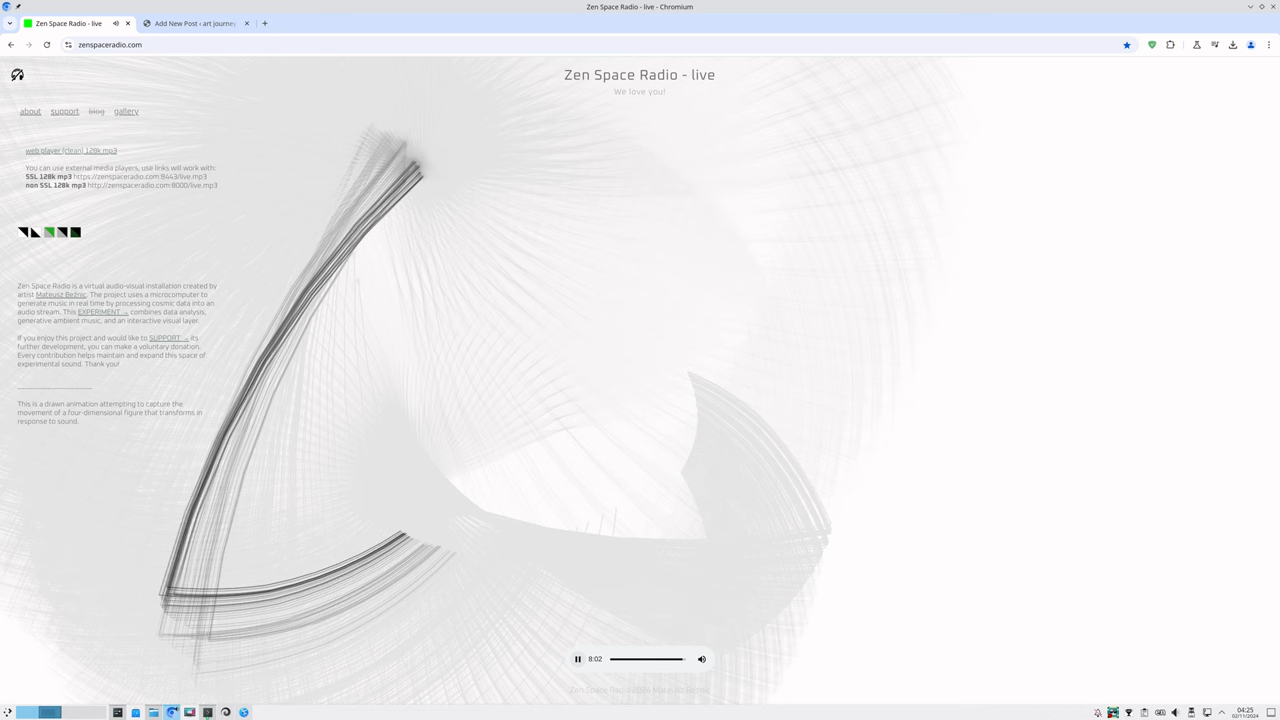 Zen Space Radio - live - Chromium
Zen Space Radio - live
Add New Post ‹ art journey
zenspaceradio.com
Zen Space Radio - live
We love you!
about support blog gallery
web player (clean) 128k mp3
You can use external media players, use links will work with:
SSL 128k mp3 https://zenspaceradio.com:8443/live.mp3
non SSL 128k mp3 http://zenspaceradio.com:8000/live.mp3
Zen Space Radio is a virtual audio-visual installation created by
artist Mateusz Bežnic. The project uses a microcomputer to
generate music in real time by processing cosmic data into an
audio stream. This EXPERIMENT → combines data analysis,
generative ambient music, and an interactive visual layer.
If you enjoy this project and would like to SUPPORT → its
further development, you can make a voluntary donation.
Every contribution helps maintain and expand this space of
experimental sound. Thank you!
This is a drawn animation attempting to capture the
movement of a four-dimensional figure that transforms in
response to sound.
8:02
Zen Space Radio
04:25
02/11/2024